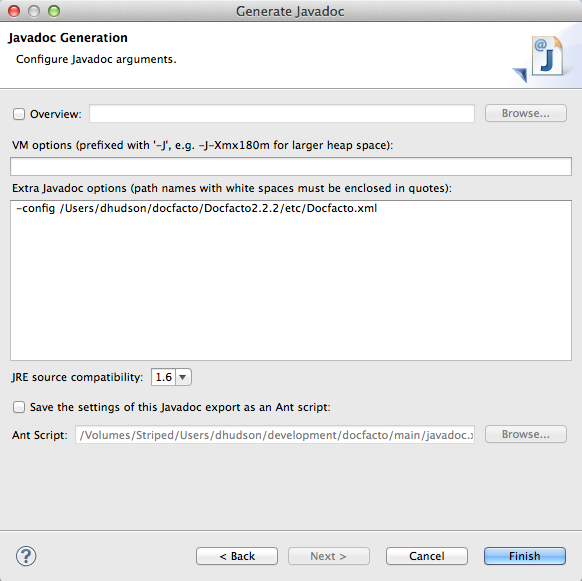 Generate Javadoc
Javadoc Generation
Configure Javadoc arguments.
@
J
Overview:
Browse...
VM options (prefixed with '-J', e.g. -J-Xmx180m for larger heap space):
Extra Javadoc options (path names with white spaces must be enclosed in quotes):
-config /Users/dhudson/docfacto/Docfacto2.2.2/etc/Docfacto.xml
JRE source compatibility: 1.6
Save the settings of this Javadoc export as an Ant script:
Ant Script: /Volumes/Striped/Users/dhudson/development/docfacto/main/javadoc.x Browse...
? < Back Next > Cancel Finish